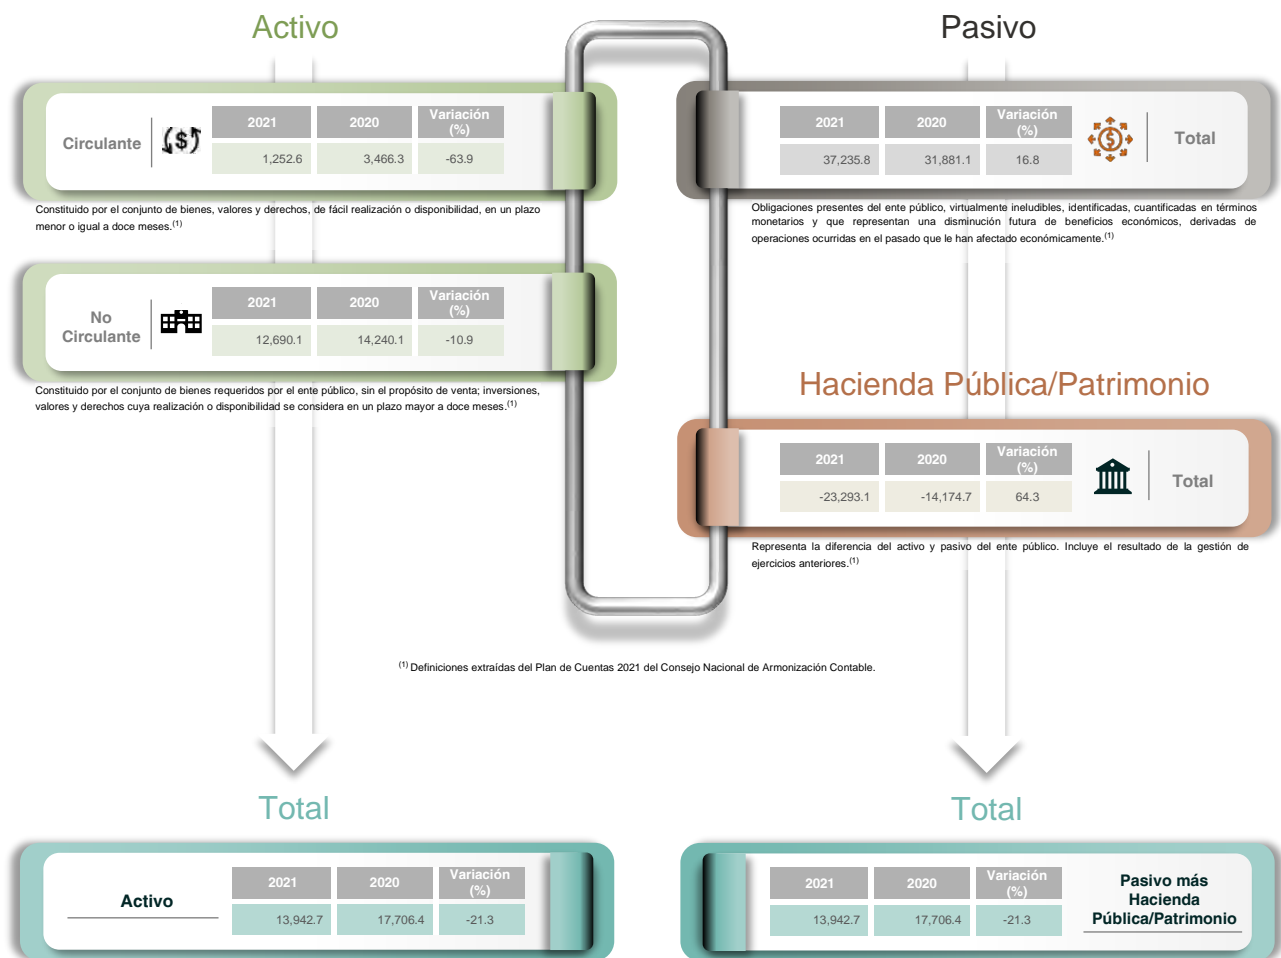 Activo
Circulante
2021 2020 Variación (%)
1,252.6 3,466.3 -63.9
Constituido por el conjunto de bienes, valores y derechos, de fácil realización o disponibilidad, en un plazo
menor o igual a doce meses.(1)
No
Circulante
2021 2020 Variación (%)
12,690.1 14,240.1 -10.9
Constituido por el conjunto de bienes requeridos por el ente público, sin el propósito de venta; inversiones,
valores y derechos cuya realización o disponibilidad se considera en un plazo mayor a doce meses.(1)
Pasivo
2021 2020 Variación (%)
37,235.8 31,881.1 16.8
Total
Obligaciones presentes del ente público, virtualmente ineludibles, identificadas, cuantificadas en términos
monetarios y que representan una disminución futura de beneficios económicos, derivadas de
operaciones ocurridas en el pasado que le han afectado económicamente.(1)
Hacienda Pública/Patrimonio
2021 2020 Variación (%)
-23,293.1 -14,174.7 64.3
Total
Representa la diferencia del activo y pasivo del ente público. Incluye el resultado de la gestión de
ejercicios anteriores.(1)
(1) Definiciones extraídas del Plan de Cuentas 2021 del Consejo Nacional de Armonización Contable.
Total
Activo
2021 2020 Variación (%)
13,942.7 17,706.4 -21.3
Total
2021 2020 Variación (%)
13,942.7 17,706.4 -21.3
Pasivo más
Hacienda
Pública/Patrimonio